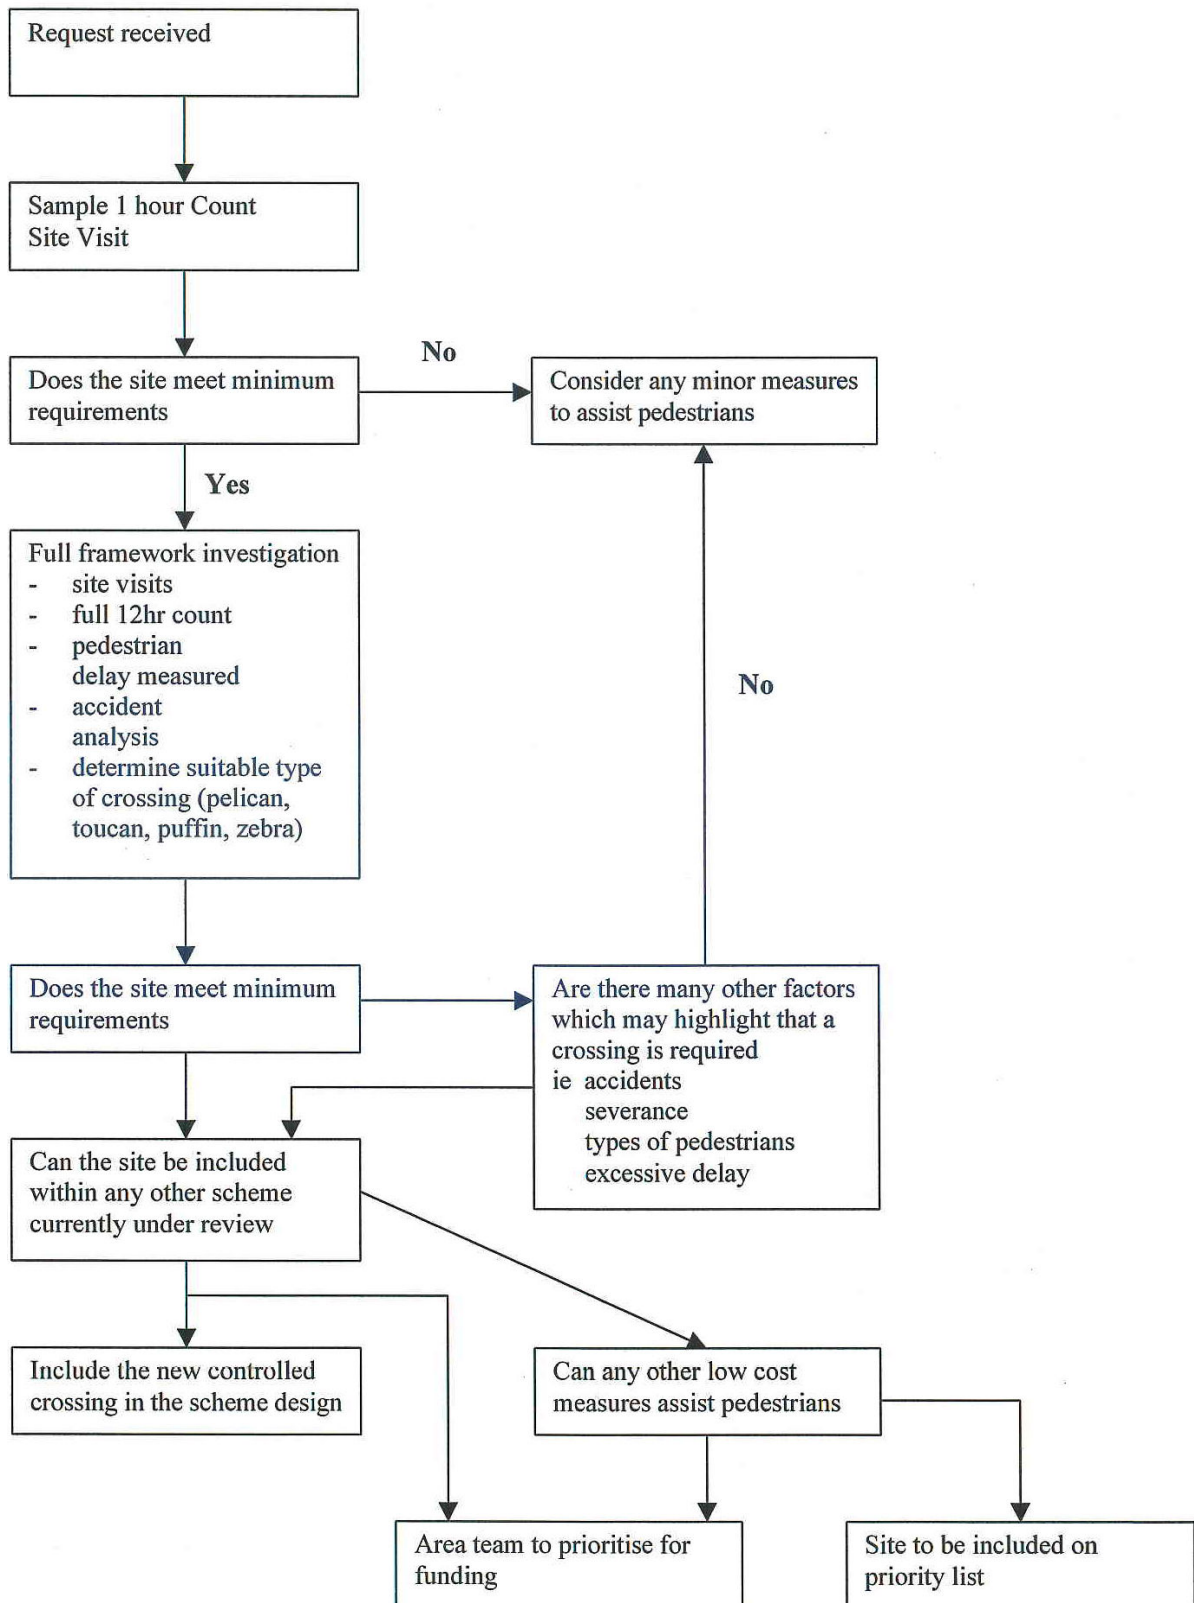 Request received
Sample 1 hour Count
Site Visit
No
Does the site meet minimum
requirements
Consider any minor measures
to assist pedestrians
Yes
Full framework investigation
- site visits
- full 12hr count
- pedestrian
delay measured
- accident
analysis
- determine suitable type
of crossing (pelican,
toucan, puffin, zebra)
No
Does the site meet minimum
requirements
Are there many other factors
which may highlight that a
crossing is required
ie accidents
severance
types of pedestrians
excessive delay
Can the site be included
within any other scheme
currently under review
Include the new controlled
crossing in the scheme design
Can any other low cost
measures assist pedestrians
Area team to prioritise for
funding
Site to be included on
priority list